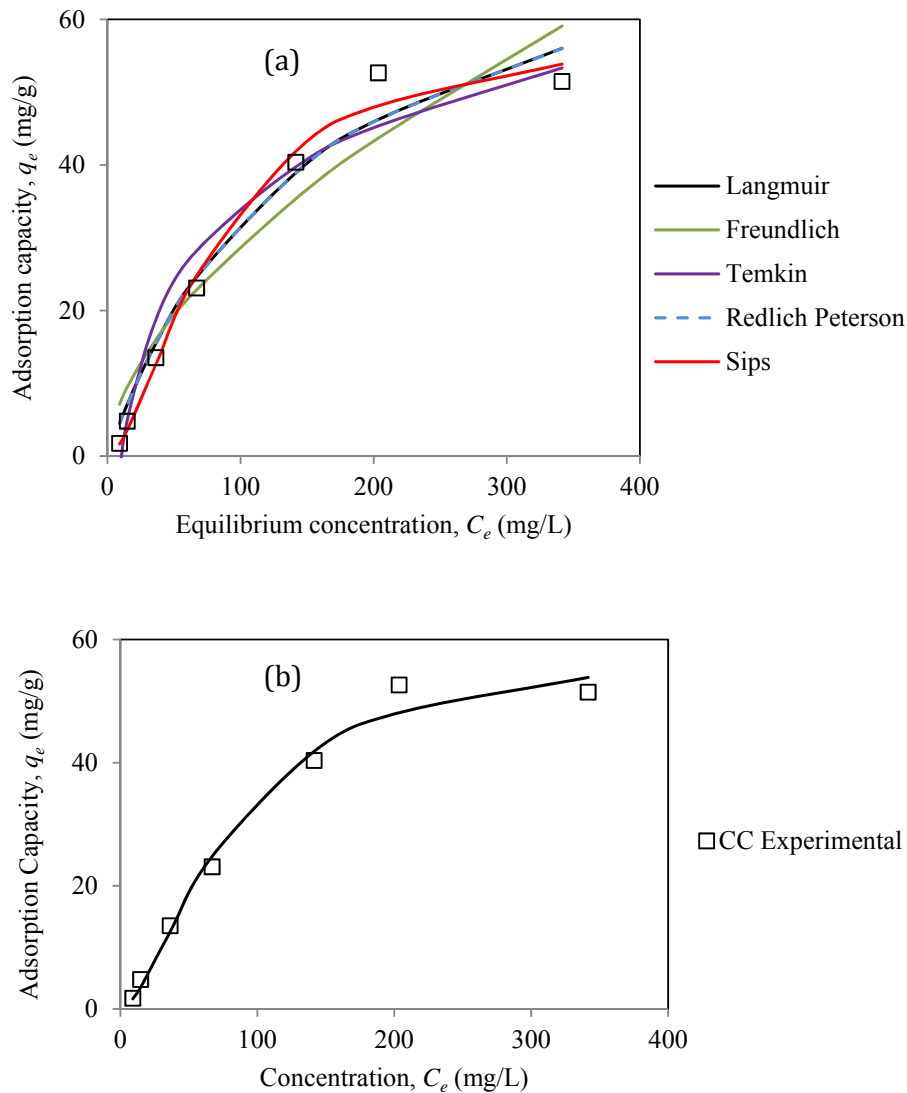 60
40
20
0
Adsorption capacity, qe (mg/g)
(a)
0 100 200 300 400
Equilibrium concentration, Ce (mg/L)
Langmuir
Freundlich
Temkin
Redlich Peterson
Sips
60
40
20
0
Adsorption Capacity, qe (mg/g)
(b)
0 100 200 300 400
Concentration, Ce (mg/L)
CC Experimental